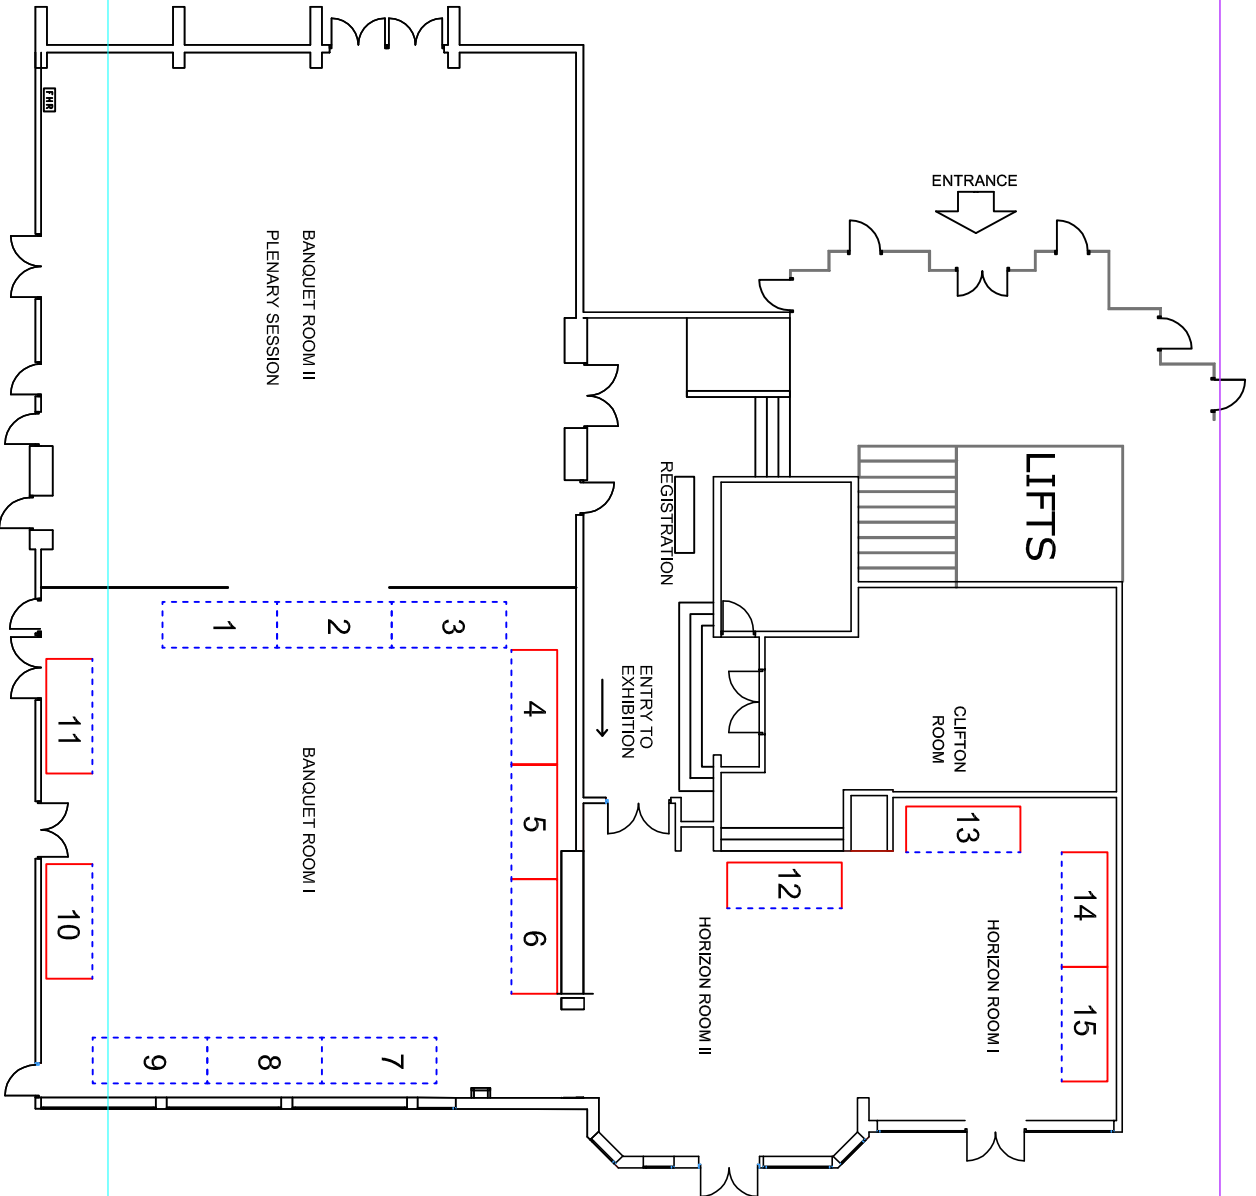 FHR
ENTRANCE
BANQUET ROOM II
PLENARY SESSION
LIFTS
REGISTRATION
1
2
3
ENTRY TO
EXHIBITION
4
5
6
11
10
BANQUET ROOM I
CLIFTON
ROOM
13
12
14
15
HORIZON ROOM II
HORIZON ROOM I
9
8
7